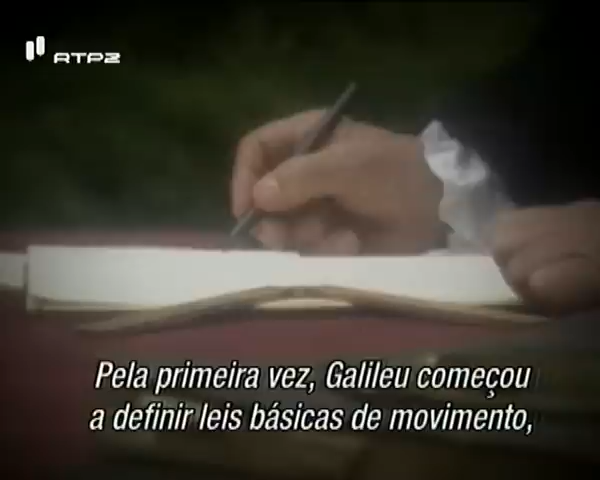 RTP2
Pela primeira vez, Galileu começou
a definir leis básicas de movimento,